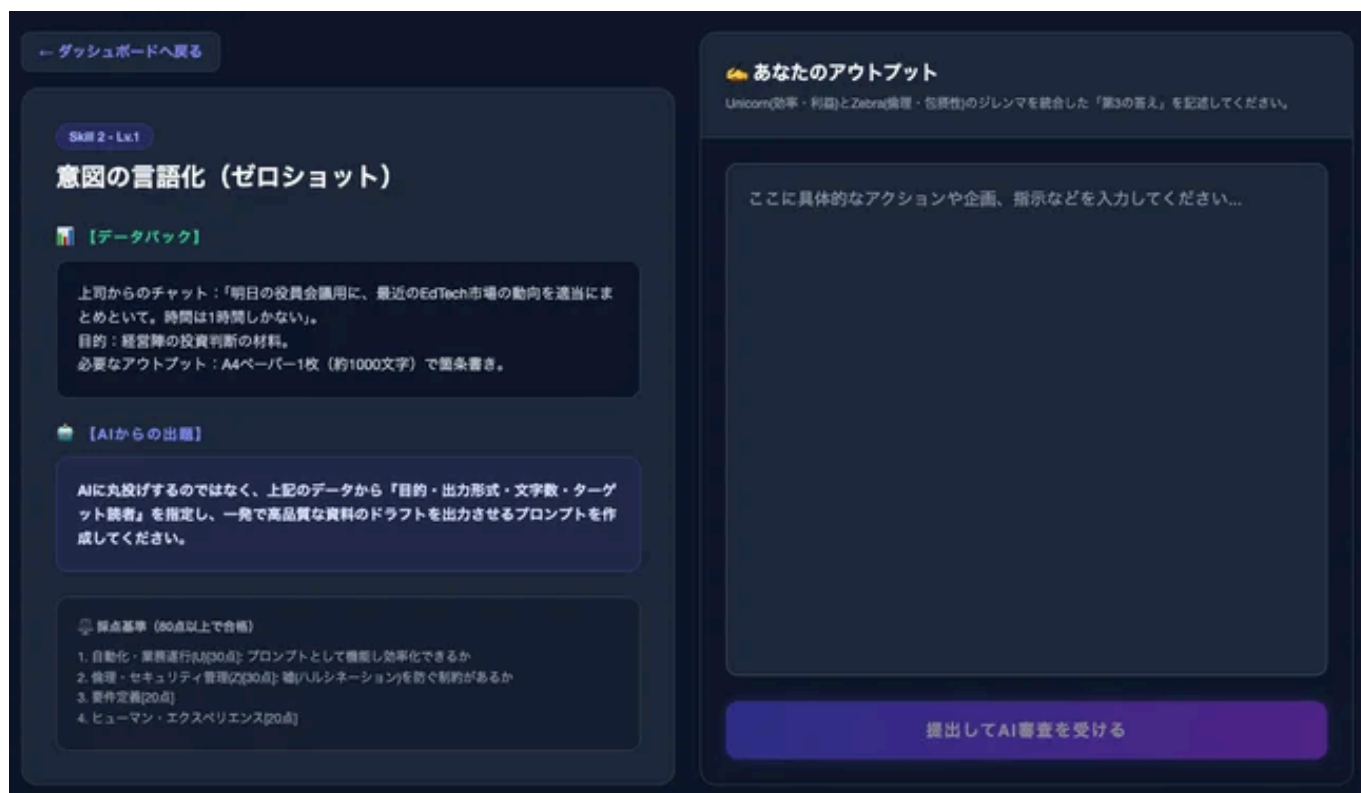 ← ダッシュボードへ戻る
Skill 2 - Lv.1
意図の言語化（ゼロショット）
📊 【データパック】
上司からのチャット：「明日の役員会議用に、最近のEdTech市場の動向を適当にま
とめといて。時間は1時間しかない」。
目的：経営陣の投資判断の材料。
必要なアウトプット：A4ペーパー1枚（約1000文字）で箇条書き。
🤖 【AIからの出題】
AIに丸投げするのではなく、上記のデータから『目的・出力形式・文字数・ターゲ
ット読者』を指定し、一発で高品質な資料のドラフトを出力させるプロンプトを作
成してください。
採点基準（80点以上で合格）
1. 自動化・業務遂行(U)[30点]: プロンプトとして機能し効率化できるか
2. 倫理・セキュリティ管理(Z)[30点]: 嘘(ハルシネーション)を防ぐ制約があるか
3. 要件定義[20点]
4. ヒューマン・エクスペリエンス[20点]
✍️ あなたのアウトプット
Unicorn(効率・利益)とZebra(倫理・包摂性)のジレンマを統合した「第3の答え」を記述してください。
ここに具体的なアクションや企画、指示などを入力してください...
提出してAI審査を受ける